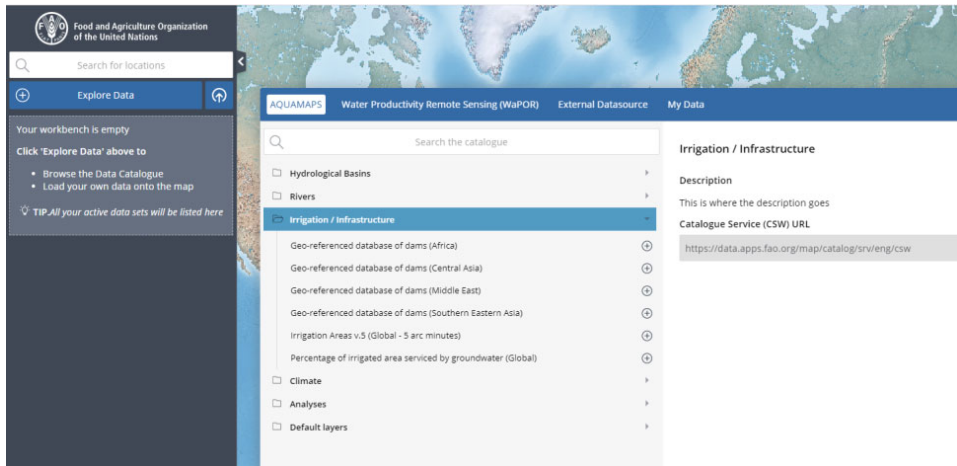 Food and Agriculture Organization
of the United Nations
Search for locations
Explore Data
Your workbench is empty
Click 'Explore Data' above to
Browse the Data Catalogue
Load your own data onto the map
TIP.All your active data sets will be listed here
AQUAMAPS Water Productivity Remote Sensing (WaPOR) External Datasource My Data
Search the catalogue
Hydrological Basins
Rivers
Irrigation / Infrastructure
Geo-referenced database of dams (Africa)
Geo-referenced database of dams (Central Asia)
Geo-referenced database of dams (Middle East)
Geo-referenced database of dams (Southern Eastern Asia)
Irrigation Areas v.5 (Global - 5 arc minutes)
Percentage of irrigated area serviced by groundwater (Global)
Climate
Analyses
Default layers
Irrigation / Infrastructure
Description
This is where the description goes
Catalogue Service (CSW) URL
https://data.apps.fao.org/map/catalog/srv/eng/csw